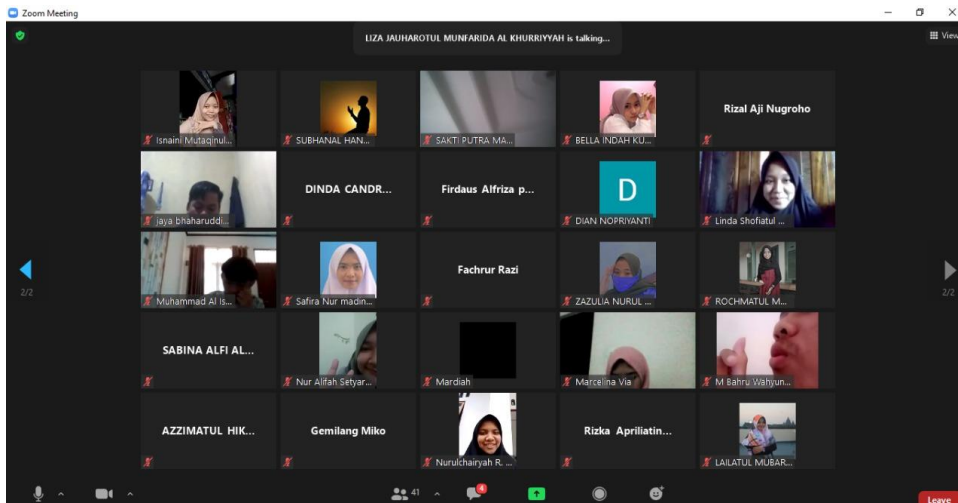 Zoom Meeting
LIZA JAUHAROTUL MUNFARIDA AL KHURRIYYAH is talking...
View
Isnaini Mutaqinul...
SUBHANAL HAN...
SAKTI PUTRA MA...
BELLA INDAH KU...
Rizal Aji Nugroho
jaya bhaharuddi...
DINDA CANDR...
Firdaus Alfriza p...
D
DIAN NOPRIYANTI
Linda Shofiatul ...
2/2
2/2
Muhammad Al Is...
Safira Nur madin...
Fachrur Razi
ZAZULIA NURUL ...
ROCHMATUL M...
SABINA ALFI AL...
Nur Alifah Setyar...
Mardiah
Marcelina Via
M Bahru Wahyun...
AZZIMATUL HIK...
Gemilang Miko
Nurulchairyah R. ...
Rizka Apriliatin...
LAILATUL MUBAR...
41
4
Leave